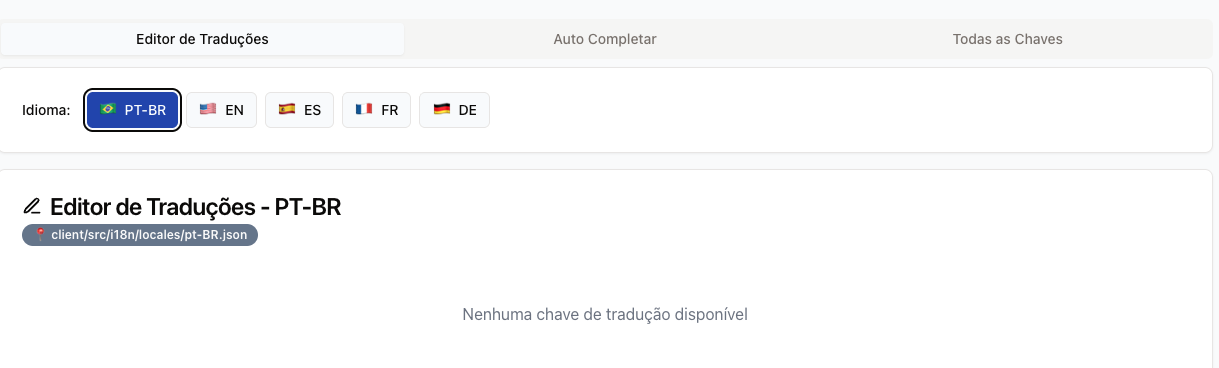 Editor de Traduções Auto Completar Todas as Chaves
Idioma: PT-BR EN ES FR DE
Editor de Traduções - PT-BR
client/src/i18n/locales/pt-BR.json
Nenhuma chave de tradução disponível